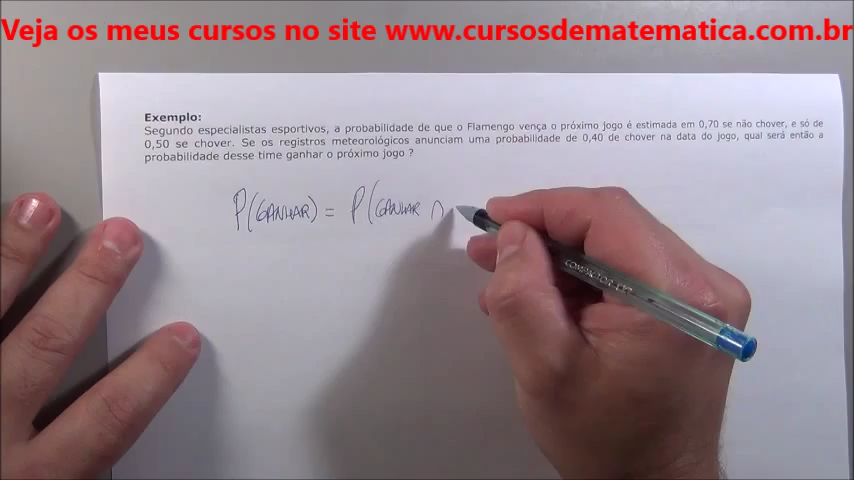 Veja os meus cursos no site www.cursosdematematica.com.br
Exemplo:
Segundo especialistas esportivos, a probabilidade de que o Flamengo vença o próximo jogo é estimada em 0,70 se não chover, e só de
0,50 se chover. Se os registros meteorológicos anunciam uma probabilidade de 0,40 de chover na data do jogo, qual será então a
probabilidade desse time ganhar o próximo jogo ?
P(GANHAR) = P(GANHAR ∩